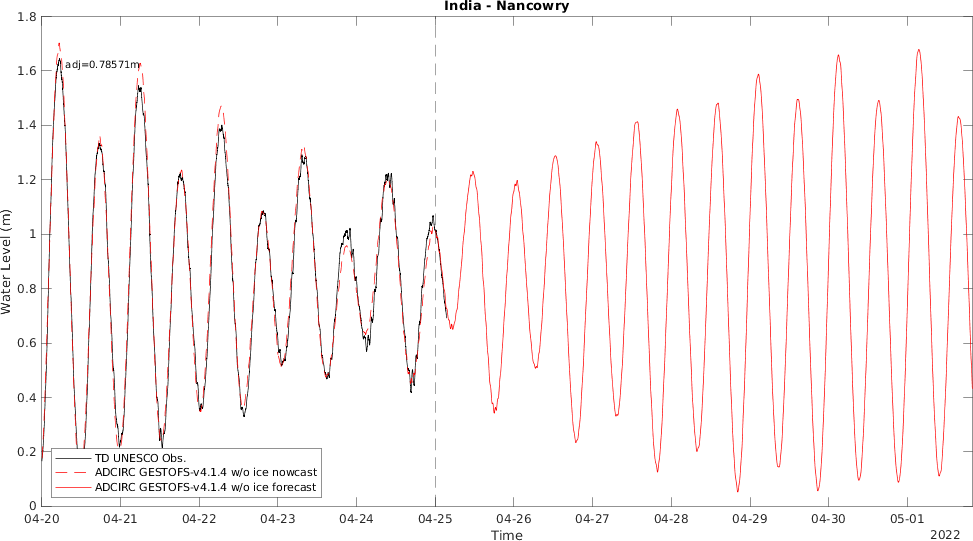 India - Nancowry
1.8
1.6
1.4
1.2
1
0.8
0.6
0.4
0.2
0
Water Level (m)
adj=0.78571m
TD UNESCO Obs.
ADCIRC GESTOFS-v4.1.4 w/o ice nowcast
ADCIRC GESTOFS-v4.1.4 w/o ice forecast
04-20 04-21 04-22 04-23 04-24 04-25 04-26 04-27 04-28 04-29 04-30 05-01
Time
2022